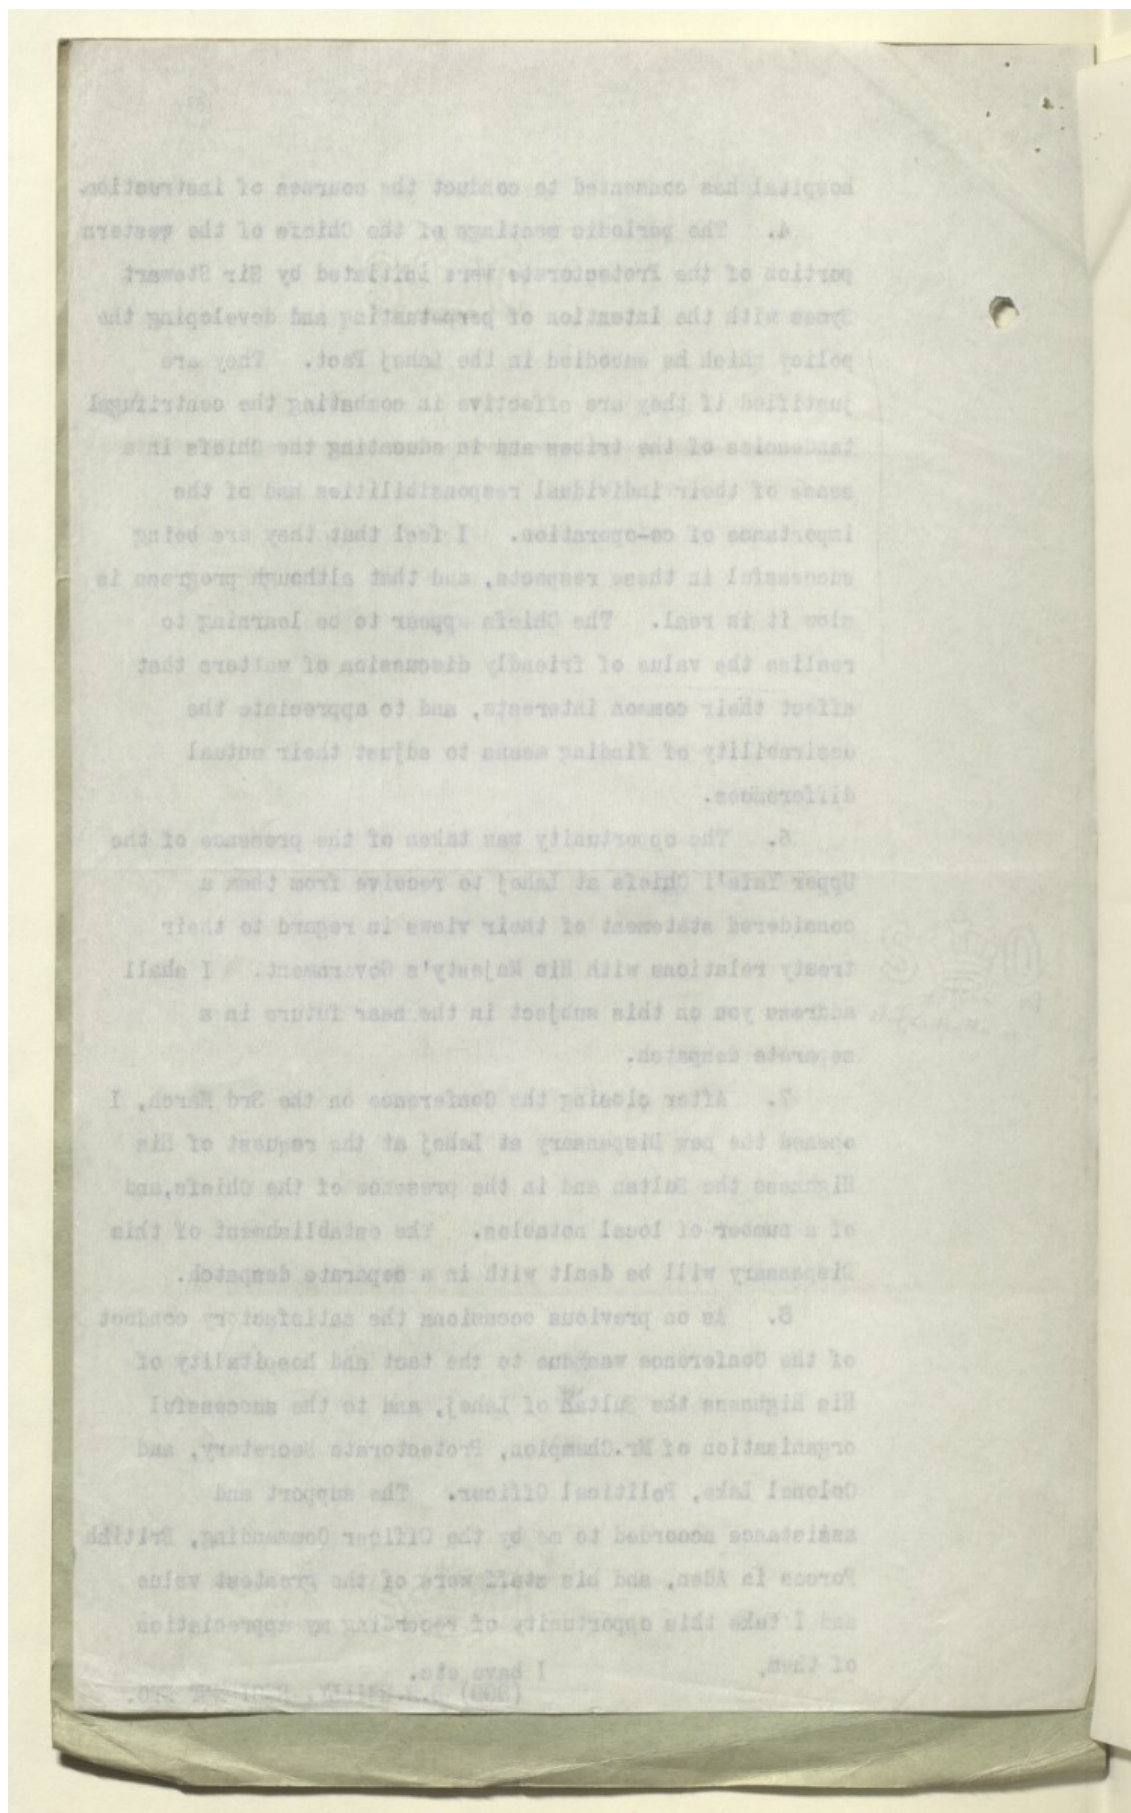 hospital has consented to conduct the courses of instruction.
4. The periodic meetings of the Chiefs of the western
portion of the Protectorate were initiated by Sir Stewart
Symes with the intention of perpetuating and developing the
policy which he embodied in the Lahej Pact. They are
justified if they are effective in combating the centrifugal
tendencies of the tribes and in educating the Chiefs in a
sense of their individual responsibilities and of the
importance of co-operation. I feel that they are being
successful in these respects, and that although progress is
slow it is real. The Chiefs appear to be learning to
realise the value of friendly discussion of matters that
affect their common interests, and to appreciate the
desirability of finding means to adjust their mutual
differences.
6. The opportunity was taken of the presence of the
Upper Yafa'i Chiefs at Lahej to receive from them a
considered statement of their views in regard to their
treaty relations with His Majesty's Government. I shall
address you on this subject in the near future in a
separate despatch.
7. After closing the Conference on the 3rd March, I
opened the new Dispensary at Lahej at the request of His
Highness the Sultan and in the presence of the Chiefs, and
of a number of local notables. The establishment of this
Dispensary will be dealt with in a separate despatch.
8. As on previous occasions the satisfactory conduct
of the Conference was due to the tact and hospitality of
His Highness the Sultan of Lahej, and to the successful
organisation of Mr. Champion, Protectorate Secretary, and
Colonel Lake, Political Officer. The support and
assistance accorded to me by the Officer Commanding, British
Forces in Aden, and his staff were of the greatest value
and I take this opportunity of recording my appreciation
of them,
I have etc.
(SGD) B.R. REILLY,